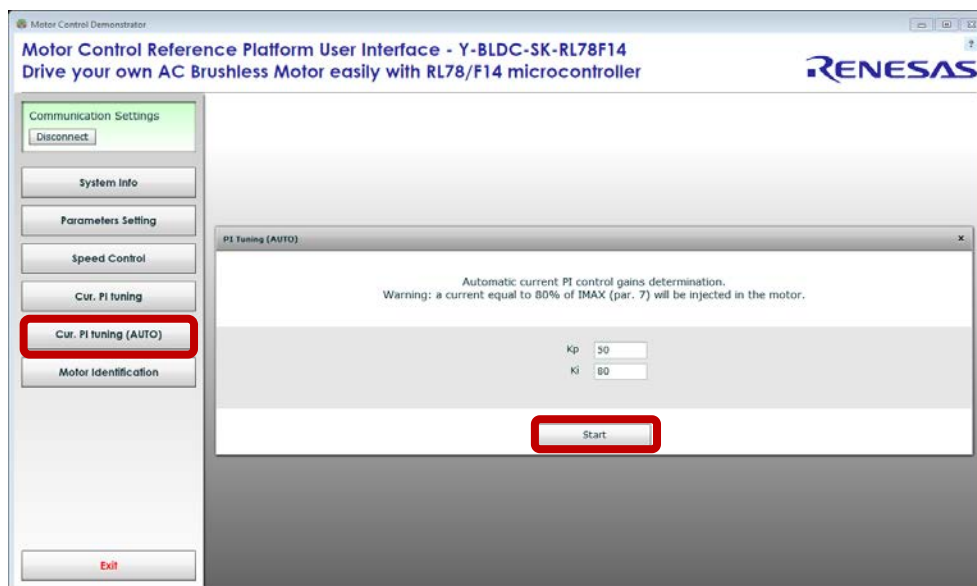 Motor Control Demonstrator
Motor Control Reference Platform User Interface - Y-BLDC-SK-RL78F14
Drive your own AC Brushless Motor easily with RL78/F14 microcontroller
?
RENESAS
Communication Settings
Disconnect
System Info
Parameters Setting
Speed Control
Cur. PI tuning
Cur. PI tuning (AUTO)
Motor Identification
Exit
PI Tuning (AUTO)
x
Automatic current PI control gains determination.
Warning: a current equal to 80% of IMAX (par. 7) will be injected in the motor.
Kp 50
Ki 80
Start